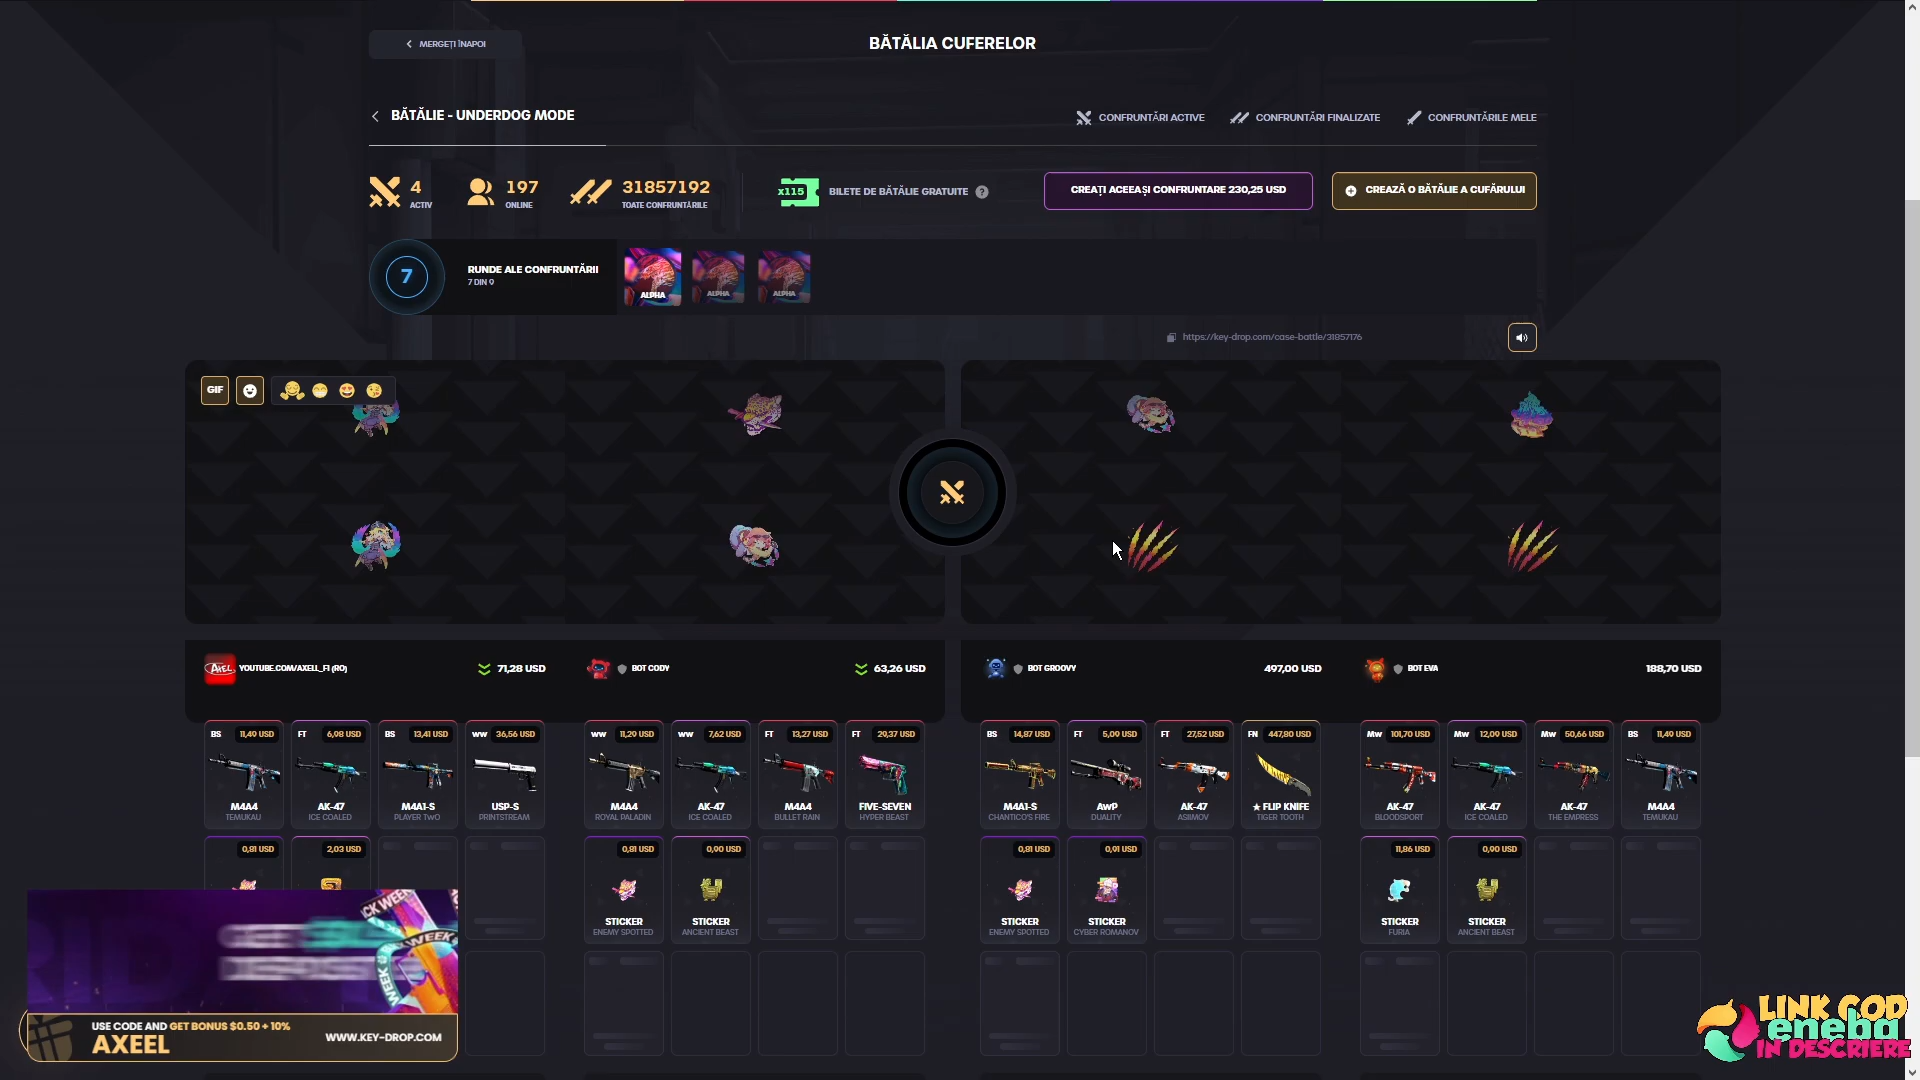 MERGEȚI ÎNAPOI
BĂTĂLIA CUFERELOR
BĂTĂLIE - UNDERDOG MODE
CONFRUNTĂRI ACTIVE
CONFRUNTĂRI FINALIZATE
CONFRUNTĂRILE MELE
4
ACTIV
197
ONLINE
31857192
TOATE CONFRUNTĂRILE
x115
BILETE DE BĂTĂLIE GRATUITE ?
CREAȚI ACEEAȘI CONFRUNTARE 230,25 USD
CREAZĂ O BĂTĂLIE A CUFĂRULUI
7
RUNDE ALE CONFRUNTĂRII
7 DIN 9
ALPHA
ALPHA
ALPHA
https://key-drop.com/case-battle/31857176
GIF
AXEL
YOUTUBE.COM/AXELL_F1 (RO)
71,28 USD
BOT CODY
63,26 USD
BOT GROOVY
497,00 USD
BOT EVA
188,70 USD
BS 11,49 USD
M4A4
TEMUKAU
FT 6,98 USD
AK-47
ICE COALED
BS 13,41 USD
M4A1-S
PLAYER TWO
WW 36,56 USD
USP-S
PRINTSTREAM
WW 11,29 USD
M4A4
ROYAL PALADIN
WW 7,62 USD
AK-47
ICE COALED
FT 13,27 USD
M4A4
BULLET RAIN
FT 29,37 USD
FIVE-SEVEN
HYPER BEAST
BS 14,87 USD
M4A1-S
CHANTICO'S FIRE
FT 5,09 USD
AWP
DUALITY
FT 27,52 USD
AK-47
ASIIMOV
FN 447,80 USD
★ FLIP KNIFE
TIGER TOOTH
MW 101,70 USD
AK-47
BLOODSPORT
MW 12,09 USD
AK-47
ICE COALED
MW 50,66 USD
AK-47
THE EMPRESS
BS 11,49 USD
M4A4
TEMUKAU
0,81 USD
2,03 USD
0,81 USD
STICKER
ENEMY SPOTTED
0,90 USD
STICKER
ANCIENT BEAST
0,81 USD
STICKER
ENEMY SPOTTED
0,91 USD
STICKER
CYBER ROMANOV
11,86 USD
STICKER
FURIA
0,90 USD
STICKER
ANCIENT BEAST
USE CODE AND GET BONUS $0.50 + 10%
AXEEL
WWW.KEY-DROP.COM
LINK COD
eneba
IN DESCRIERE